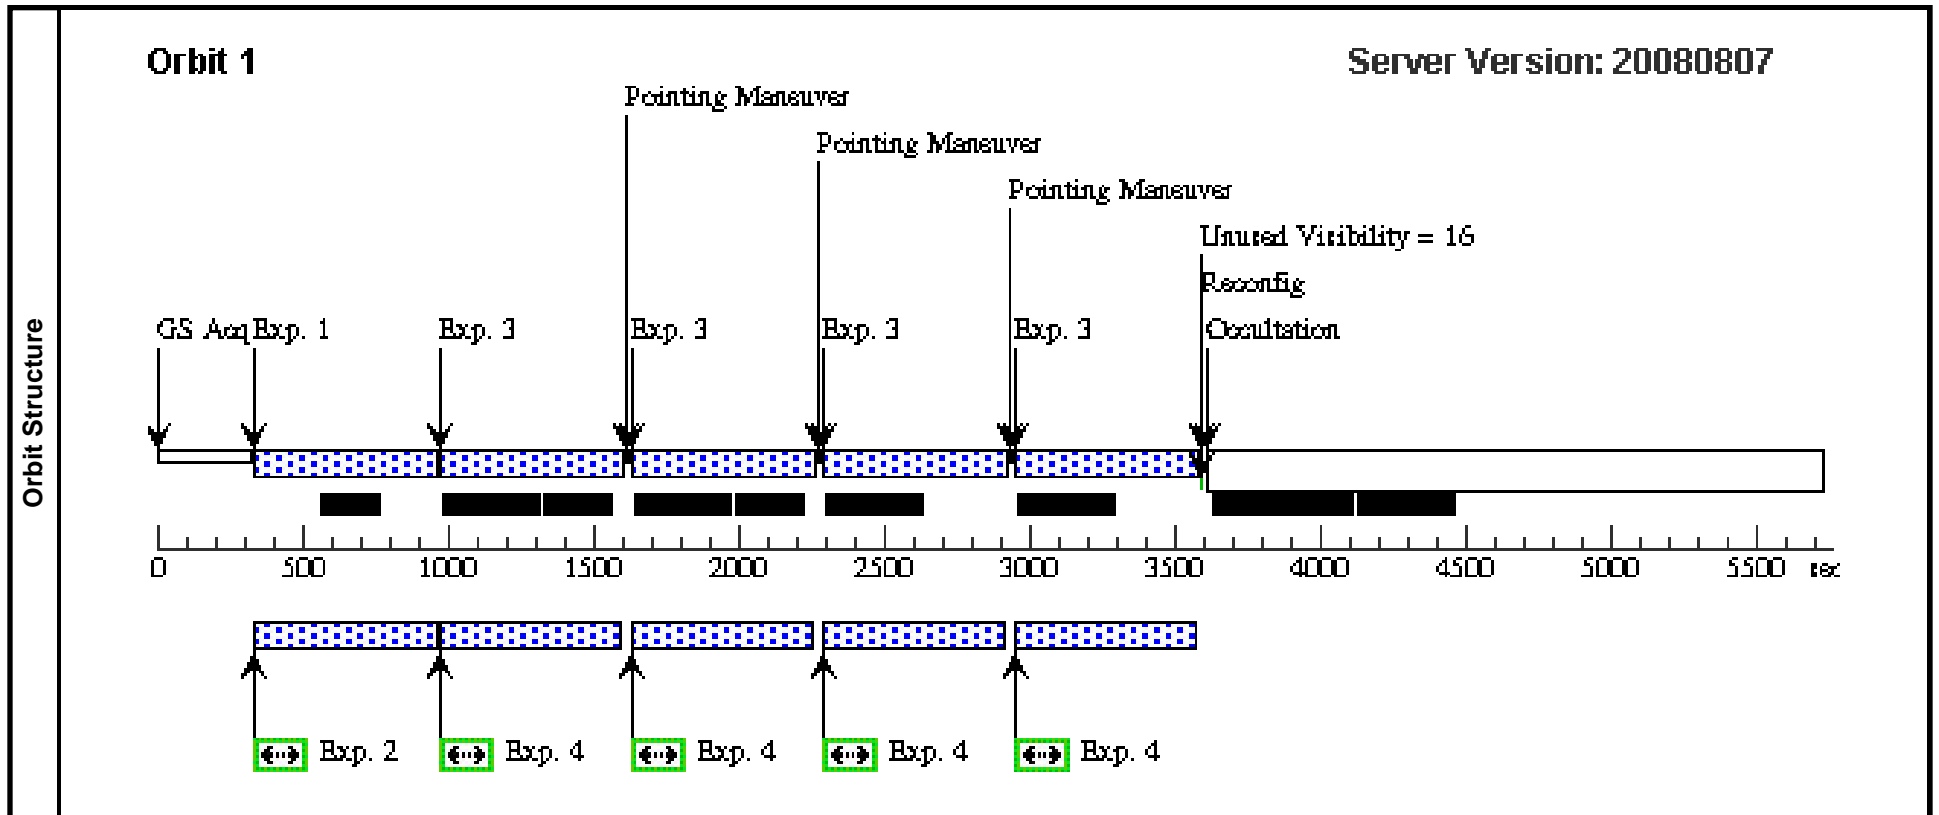 Orbit Structure
Orbit 1
Server Version: 20080807
Pointing Maneuver
Pointing Maneuver
Pointing Maneuver
Unused Visibility = 16
Reconfig
GS Acq Exp. 1 Exp. 3 Exp. 3 Exp. 3 Exp. 3 Occultation
0 500 1000 1500 2000 2500 3000 3500 4000 4500 5000 5500 sec
Exp. 2 Exp. 4 Exp. 4 Exp. 4 Exp. 4